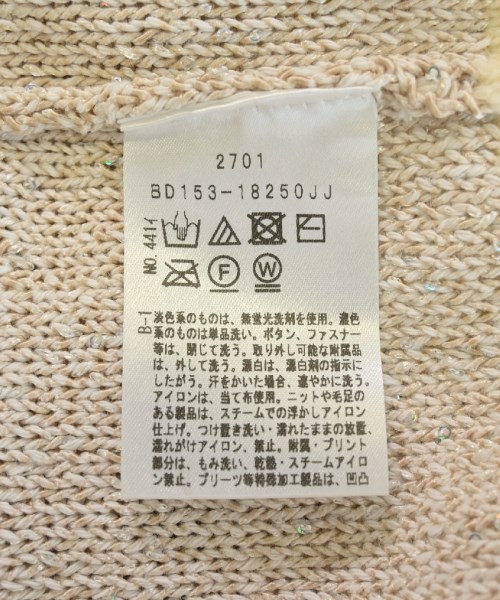 2701
BD153-18250JJ
NO.441イ
F W
B-1
淡色系のものは、無蛍光洗剤を使用。濃色
系のものは単品洗い。ボタン、ファスナー
等は、閉じて洗う。取り外し可能な附属品
は、外して洗う。漂白は、漂白剤の指示に
したがう。汗をかいた場合、速やかに洗う。
アイロンは、当て布使用。ニットや毛足の
ある製品は、スチームでの浮かしアイロン
仕上げ。つけ置き洗い・濡れたままの放置、
濡れがけアイロン、禁止。附属・プリント
部分は、もみ洗い、乾熱・スチームアイロ
ン禁止。プリーツ等特殊加工製品は、凹凸